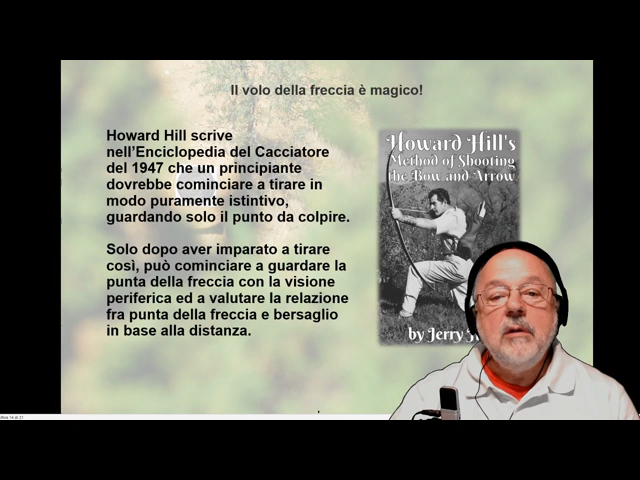 Il volo della freccia è magico!
Howard Hill scrive
nell'Enciclopedia del Cacciatore
del 1947 che un principiante
dovrebbe cominciare a tirare in
modo puramente istintivo,
guardando solo il punto da colpire.
Solo dopo aver imparato a tirare
così, può cominciare a guardare la
punta della freccia con la visione
periferica ed a valutare la relazione
fra punta della freccia e bersaglio
in base alla distanza.
Howard Hill's
Method of Shooting
the Bow and Arrow
by Jerry
14 di 21